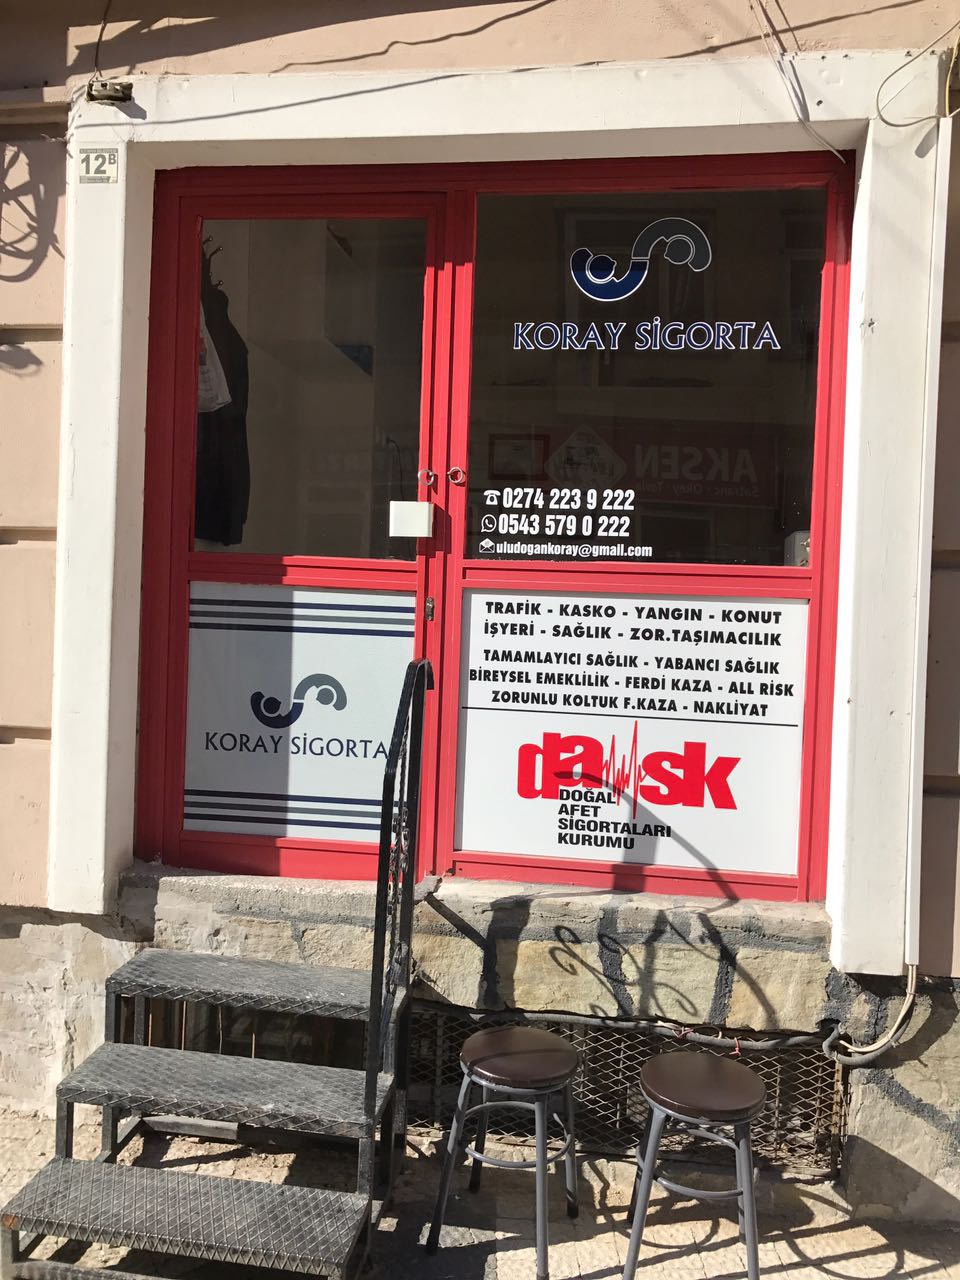 12B
KORAY SİGORTA
AKSEN
0274 223 9 222
0543 579 0 222
uludogankoray@gmail.com
TRAFİK - KASKO - YANGIN - KONUT
İŞYERİ - SAĞLIK - ZOR.TAŞIMACILIK
TAMAMLAYICI SAĞLIK - YABANCI SAĞLIK
BİREYSEL EMEKLİLİK - FERDİ KAZA - ALL RISK
ZORUNLU KOLTUK F.KAZA - NAKLİYAT
KORAY SİGORTA
dask
DOĞAL
AFET
SİGORTALARI
KURUMU